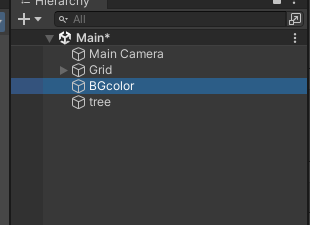 Hierarchy
All
Main*
Main Camera
Grid
BGcolor
tree